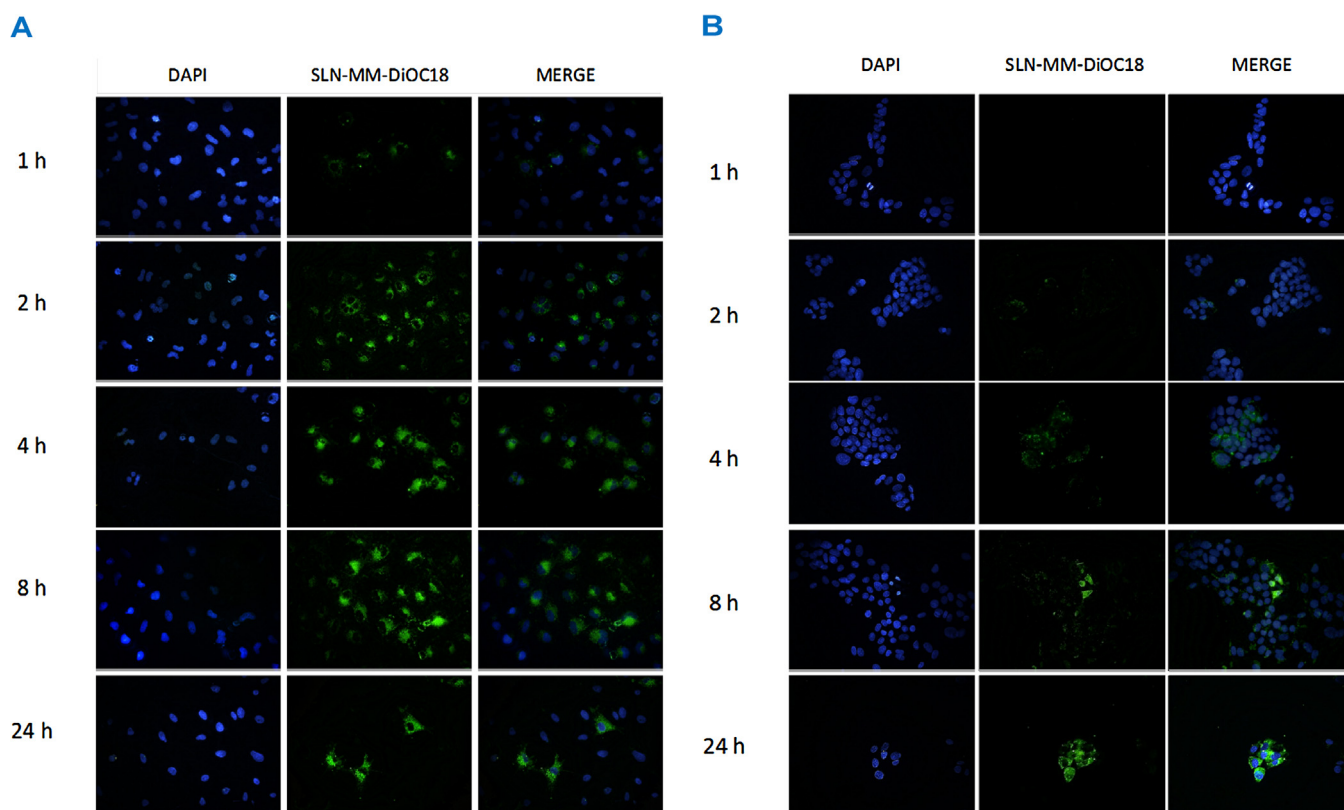 A
DAPI SLN-MM-DiOC18 MERGE
1 h
2 h
4 h
8 h
24 h
B
DAPI SLN-MM-DiOC18 MERGE
1 h
2 h
4 h
8 h
24 h